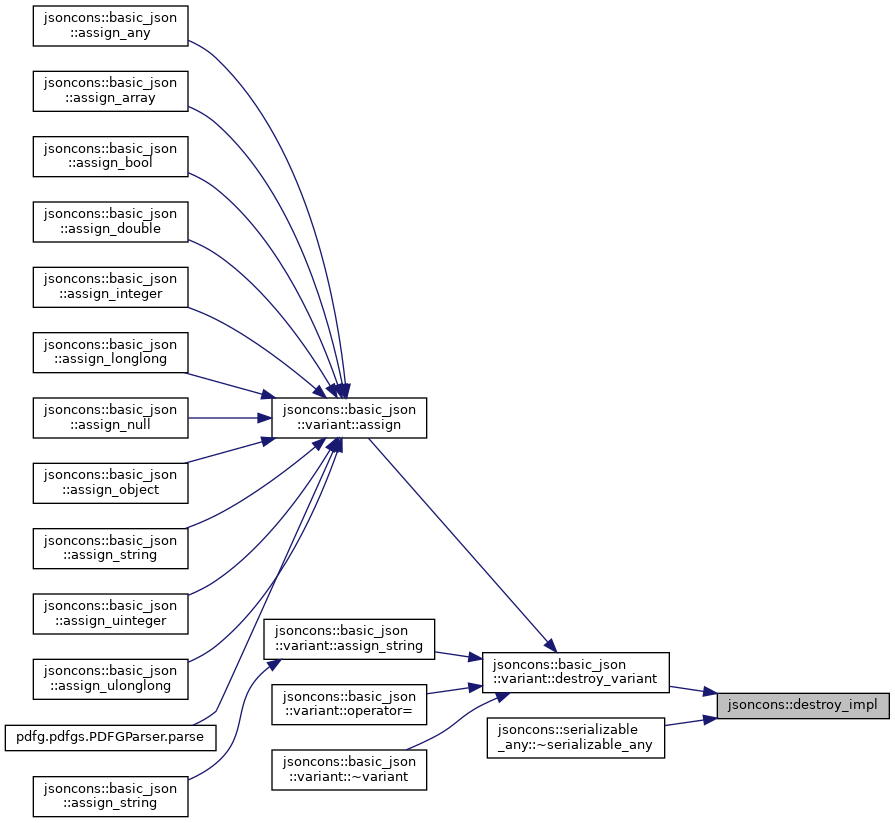 jsoncons::basic_json
::assign_any
jsoncons::basic_json
::assign_array
jsoncons::basic_json
::assign_bool
jsoncons::basic_json
::assign_double
jsoncons::basic_json
::assign_integer
jsoncons::basic_json
::assign_longlong
jsoncons::basic_json
::assign_null
jsoncons::basic_json
::assign_object
jsoncons::basic_json
::assign_string
jsoncons::basic_json
::assign_uinteger
jsoncons::basic_json
::assign_ulonglong
pdfg.pdfgs.PDFGParser.parse
jsoncons::basic_json
::assign_string
jsoncons::basic_json
::variant::assign
jsoncons::basic_json
::variant::assign_string
jsoncons::basic_json
::variant::operator=
jsoncons::basic_json
::variant::~variant
jsoncons::basic_json
::variant::destroy_variant
jsoncons::serializable
_any::~serializable_any
jsoncons::destroy_impl